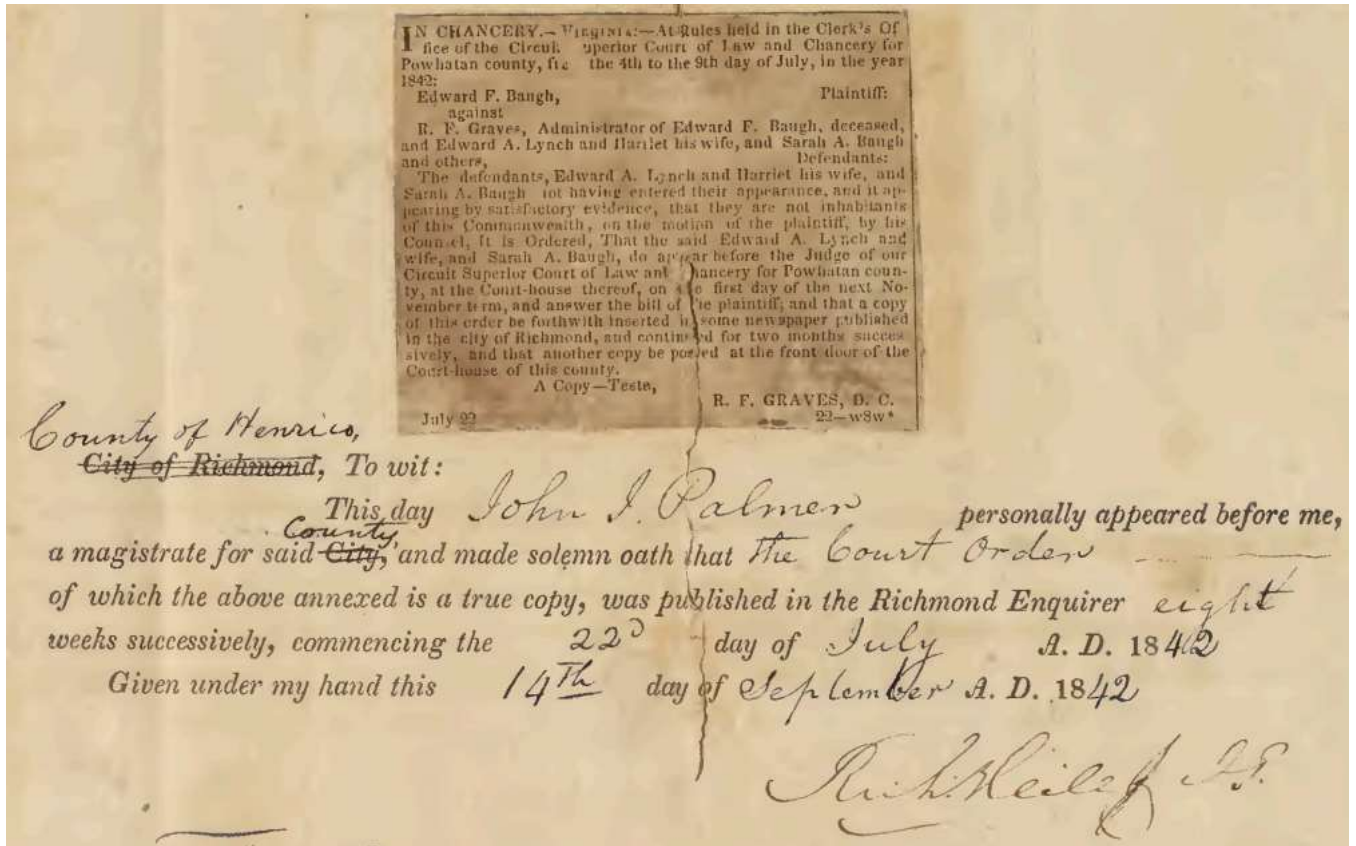 IN CHANCERY.—Virginia:—At Rules held in the Clerk's Of
fice of the Circui uperior Court of Law and Chancery for
Powhatan county, the 4th to the 9th day of July, in the year
1842:
Edward F. Baugh, Plaintiff:
against
R. F. Graves, Administrator of Edward F. Baugh, deceased,
and Edward A. Lynch and Harriet his wife, and Sarah A. Baugh
and others, Defendants:
The defendants, Edward A. Lynch and Harriet his wife, and
Sarah A. Baugh not having entered their appearance, and it ap-
pearing by satisfactory evidence, that they are not inhabitants
of this Commonwealth, on the motion of the plaintiff, by his
Counsel, It is Ordered, That the said Edward A. Lynch and
wife, and Sarah A. Baugh, do appear before the Judge of our
Circuit Superior Court of Law and Chancery for Powhatan coun-
ty, at the Court-house thereof, on the first day of the next No-
vember term, and answer the bill of the plaintiff; and that a copy
of this order be forthwith inserted in some newspaper published
in the city of Richmond, and continued for two months succes
sively, and that another copy be posted at the front door of the
Court-house of this county.
A Copy—Teste,
R. F. GRAVES, D. C.
July 22 22—w8w*
County of Henrico,
City of Richmond, To wit:
This day John J. Palmer personally appeared before me,
County
a magistrate for said City, and made solemn oath that the Court Order
of which the above annexed is a true copy, was published in the Richmond Enquirer eight
weeks successively, commencing the 22D day of July A. D. 1842
Given under my hand this 14th day of September A. D. 1842